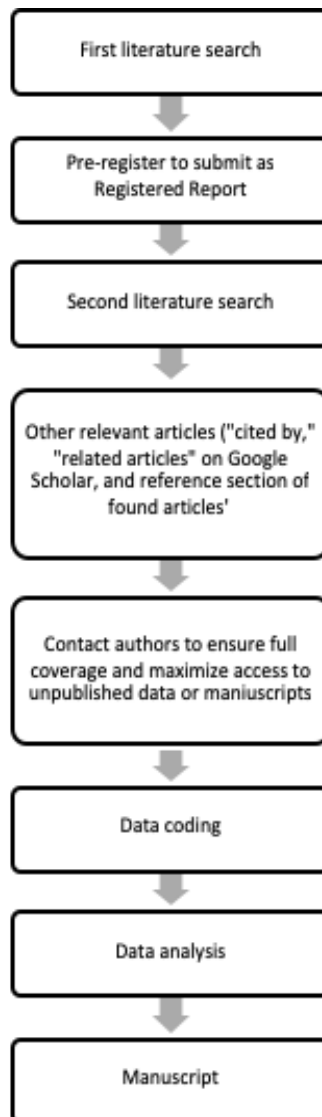 First literature search
Pre-register to submit as
Registered Report
Second literature search
Other relevant articles ("cited by,"
"related articles" on Google
Scholar, and reference section of
found articles'
Contact authors to ensure full
coverage and maximize access to
unpublished data or maniuscripts
Data coding
Data analysis
Manuscript